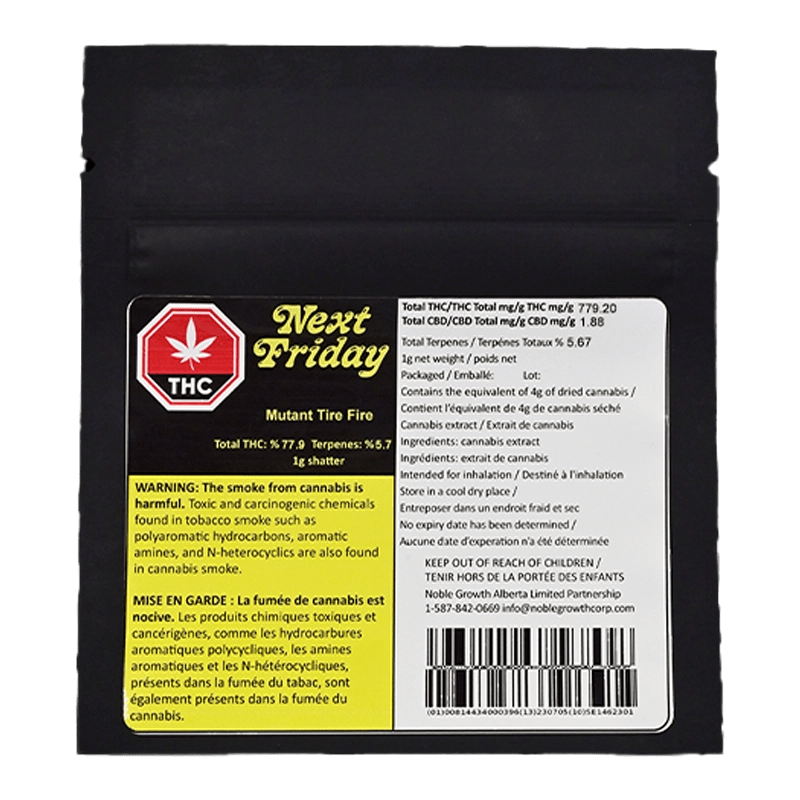 THC
Next
Friday
Mutant Tire Fire
Total THC: % 77.9 Terpenes: %5.7
1g shatter
WARNING: The smoke from cannabis is
harmful. Toxic and carcinogenic chemicals
found in tobacco smoke such as
polyaromatic hydrocarbons, aromatic
amines, and N-heterocyclics are also found
in cannabis smoke.
MISE EN GARDE : La fumée de cannabis est
nocive. Les produits chimiques toxiques et
cancérigènes, comme les hydrocarbures
aromatiques polycycliques, les amines
aromatiques et les N-hétérocycliques,
présents dans la fumée du tabac, sont
également présents dans la fumée du
cannabis.
Total THC/THC Total mg/g THC mg/g 779.20
Total CBD/CBD Total mg/g CBD mg/g 1.88
Total Terpenes / Terpénes Totaux % 5.67
1g net weight / poids net
Packaged / Emballé: Lot:
Contains the equivalent of 4g of dried cannabis /
Contient l'équivalent de 4g de cannabis séché
Cannabis extract / Extrait de cannabis
Ingredients: cannabis extract
Ingrédients: extrait de cannabis
Intended for inhalation / Destiné à l'inhalation
Store in a cool dry place /
Entreposer dans un endroit fraid et sec
No expiry date has been determined /
Aucune date d'experation n'a été déterminée
KEEP OUT OF REACH OF CHILDREN /
TENIR HORS DE LA PORTÉE DES ENFANTS
Noble Growth Alberta Limited Partnership
1-587-842-0669 info@noblegrowthcorp.com
(01)00814434000396(13)230705(10)SE1462301